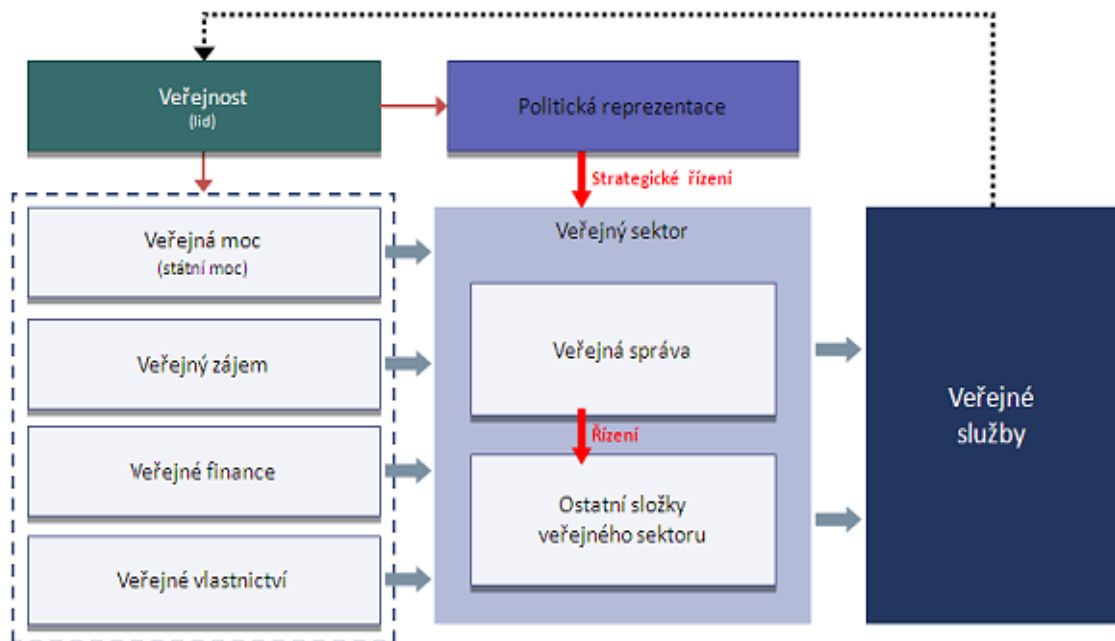 Veřejnost
(lid)
Politická reprezentace
Strategické řízení
Veřejná moc
(státní moc)
Veřejný zájem
Veřejné finance
Veřejné vlastnictví
Veřejný sektor
Veřejná správa
Řízení
Ostatní složky
veřejného sektoru
Veřejné
služby